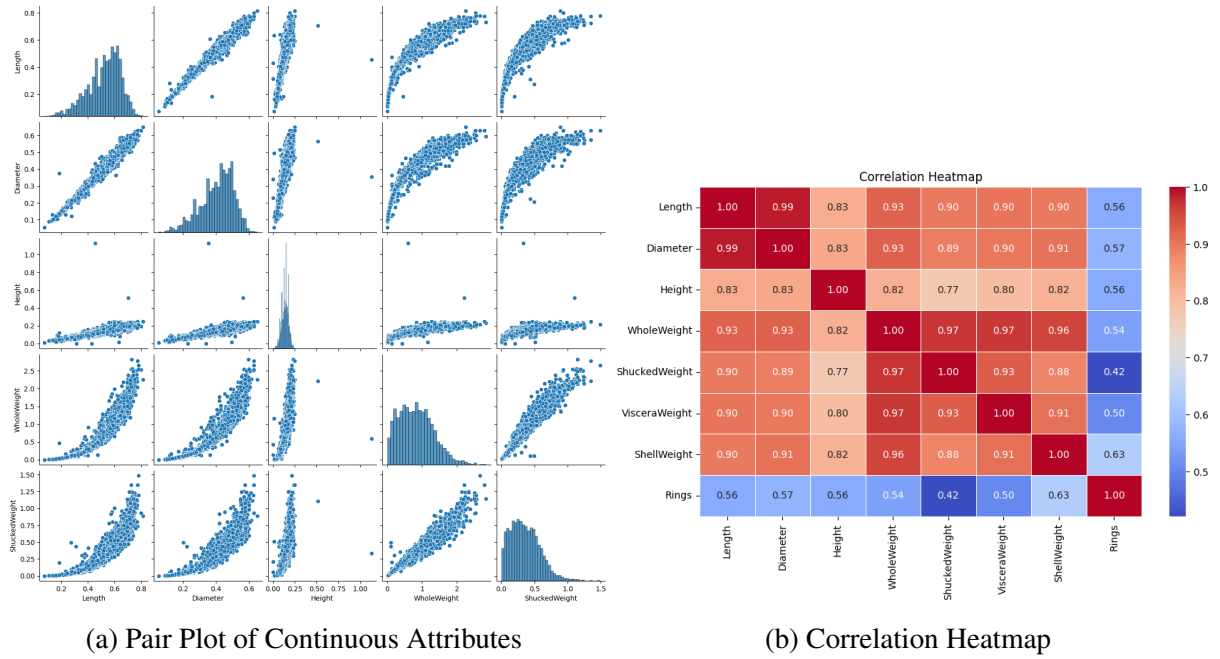 0.8
0.6
0.4
0.2
Length
0.6
0.5
0.4
0.3
0.2
0.1
Diameter
1.0
0.8
0.6
0.4
0.2
0.0
Height
2.5
2.0
1.5
1.0
0.5
0.0
WholeWeight
1.50
1.25
1.00
0.75
0.50
0.25
0.00
ShuckedWeight
0.2 0.4 0.6 0.8
Length
0.2 0.4 0.6
Diameter
0.00 0.25 0.50 0.75 1.00
Height
0 1 2
WholeWeight
0.0 0.5 1.0 1.5
ShuckedWeight
(a) Pair Plot of Continuous Attributes
Correlation Heatmap
Length 1.00 0.99 0.83 0.93 0.90 0.90 0.90 0.56
Diameter 0.99 1.00 0.83 0.93 0.89 0.90 0.91 0.57
Height 0.83 0.83 1.00 0.82 0.77 0.80 0.82 0.56
WholeWeight 0.93 0.93 0.82 1.00 0.97 0.97 0.96 0.54
ShuckedWeight 0.90 0.89 0.77 0.97 1.00 0.93 0.88 0.42
VisceraWeight 0.90 0.90 0.80 0.97 0.93 1.00 0.91 0.50
ShellWeight 0.90 0.91 0.82 0.96 0.88 0.91 1.00 0.63
Rings 0.56 0.57 0.56 0.54 0.42 0.50 0.63 1.00
Length
Diameter
Height
WholeWeight
ShuckedWeight
VisceraWeight
ShellWeight
Rings
1.0
0.9
0.8
0.7
0.6
0.5
(b) Correlation Heatmap